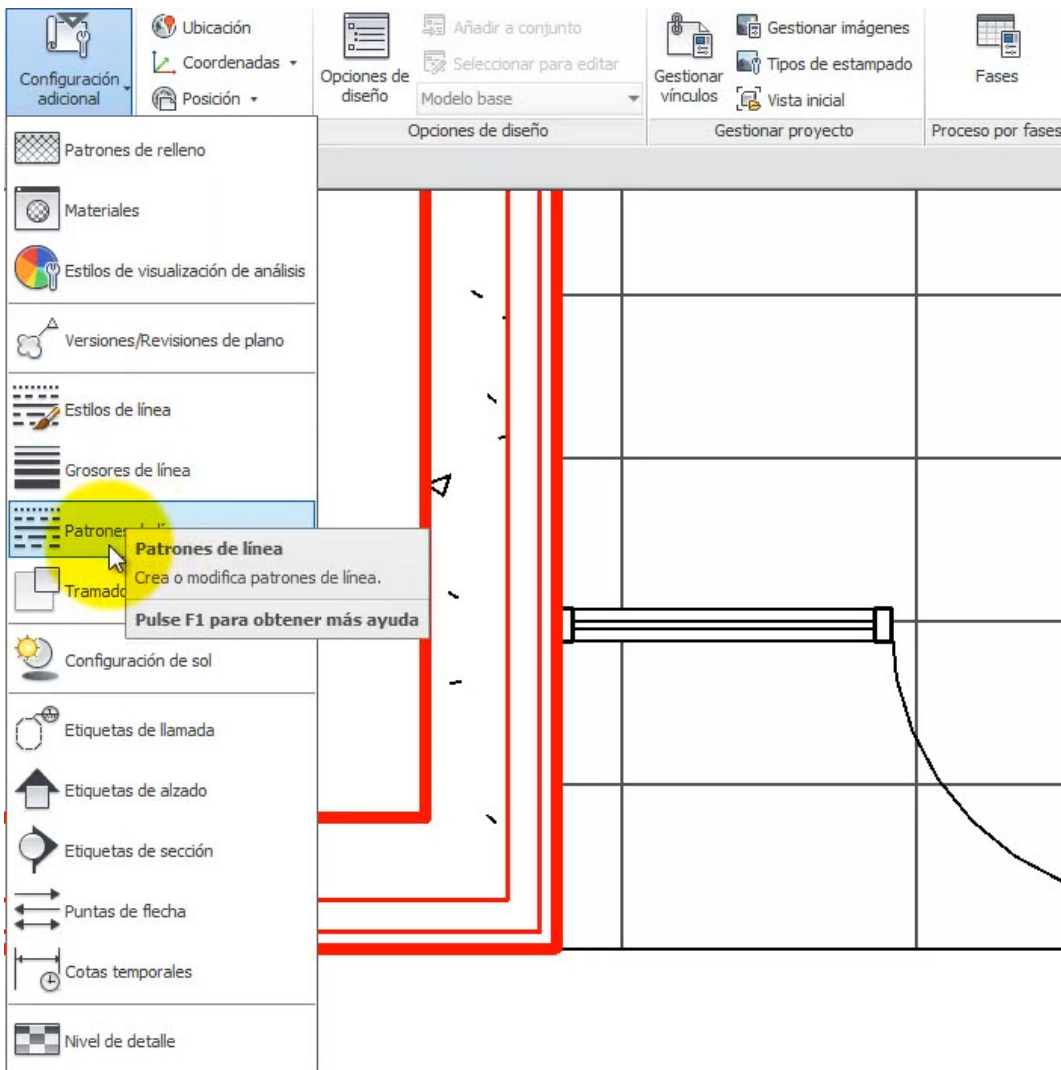 Configuración
adicional
Ubicación
Coordenadas
Posición
Opciones de
diseño
Añadir a conjunto
Seleccionar para editar
Modelo base
Opciones de diseño
Gestionar
vínculos
Gestionar imágenes
Tipos de estampado
Vista inicial
Gestionar proyecto
Fases
Proceso por fases
Patrones de relleno
Materiales
Estilos de visualización de análisis
Versiones/Revisiones de plano
Estilos de línea
Grosores de línea
Patrones
Patrones de línea
Crea o modifica patrones de línea.
Pulse F1 para obtener más ayuda
Tramado
Configuración de sol
Etiquetas de llamada
Etiquetas de alzado
Etiquetas de sección
Puntas de flecha
Cotas temporales
Nivel de detalle